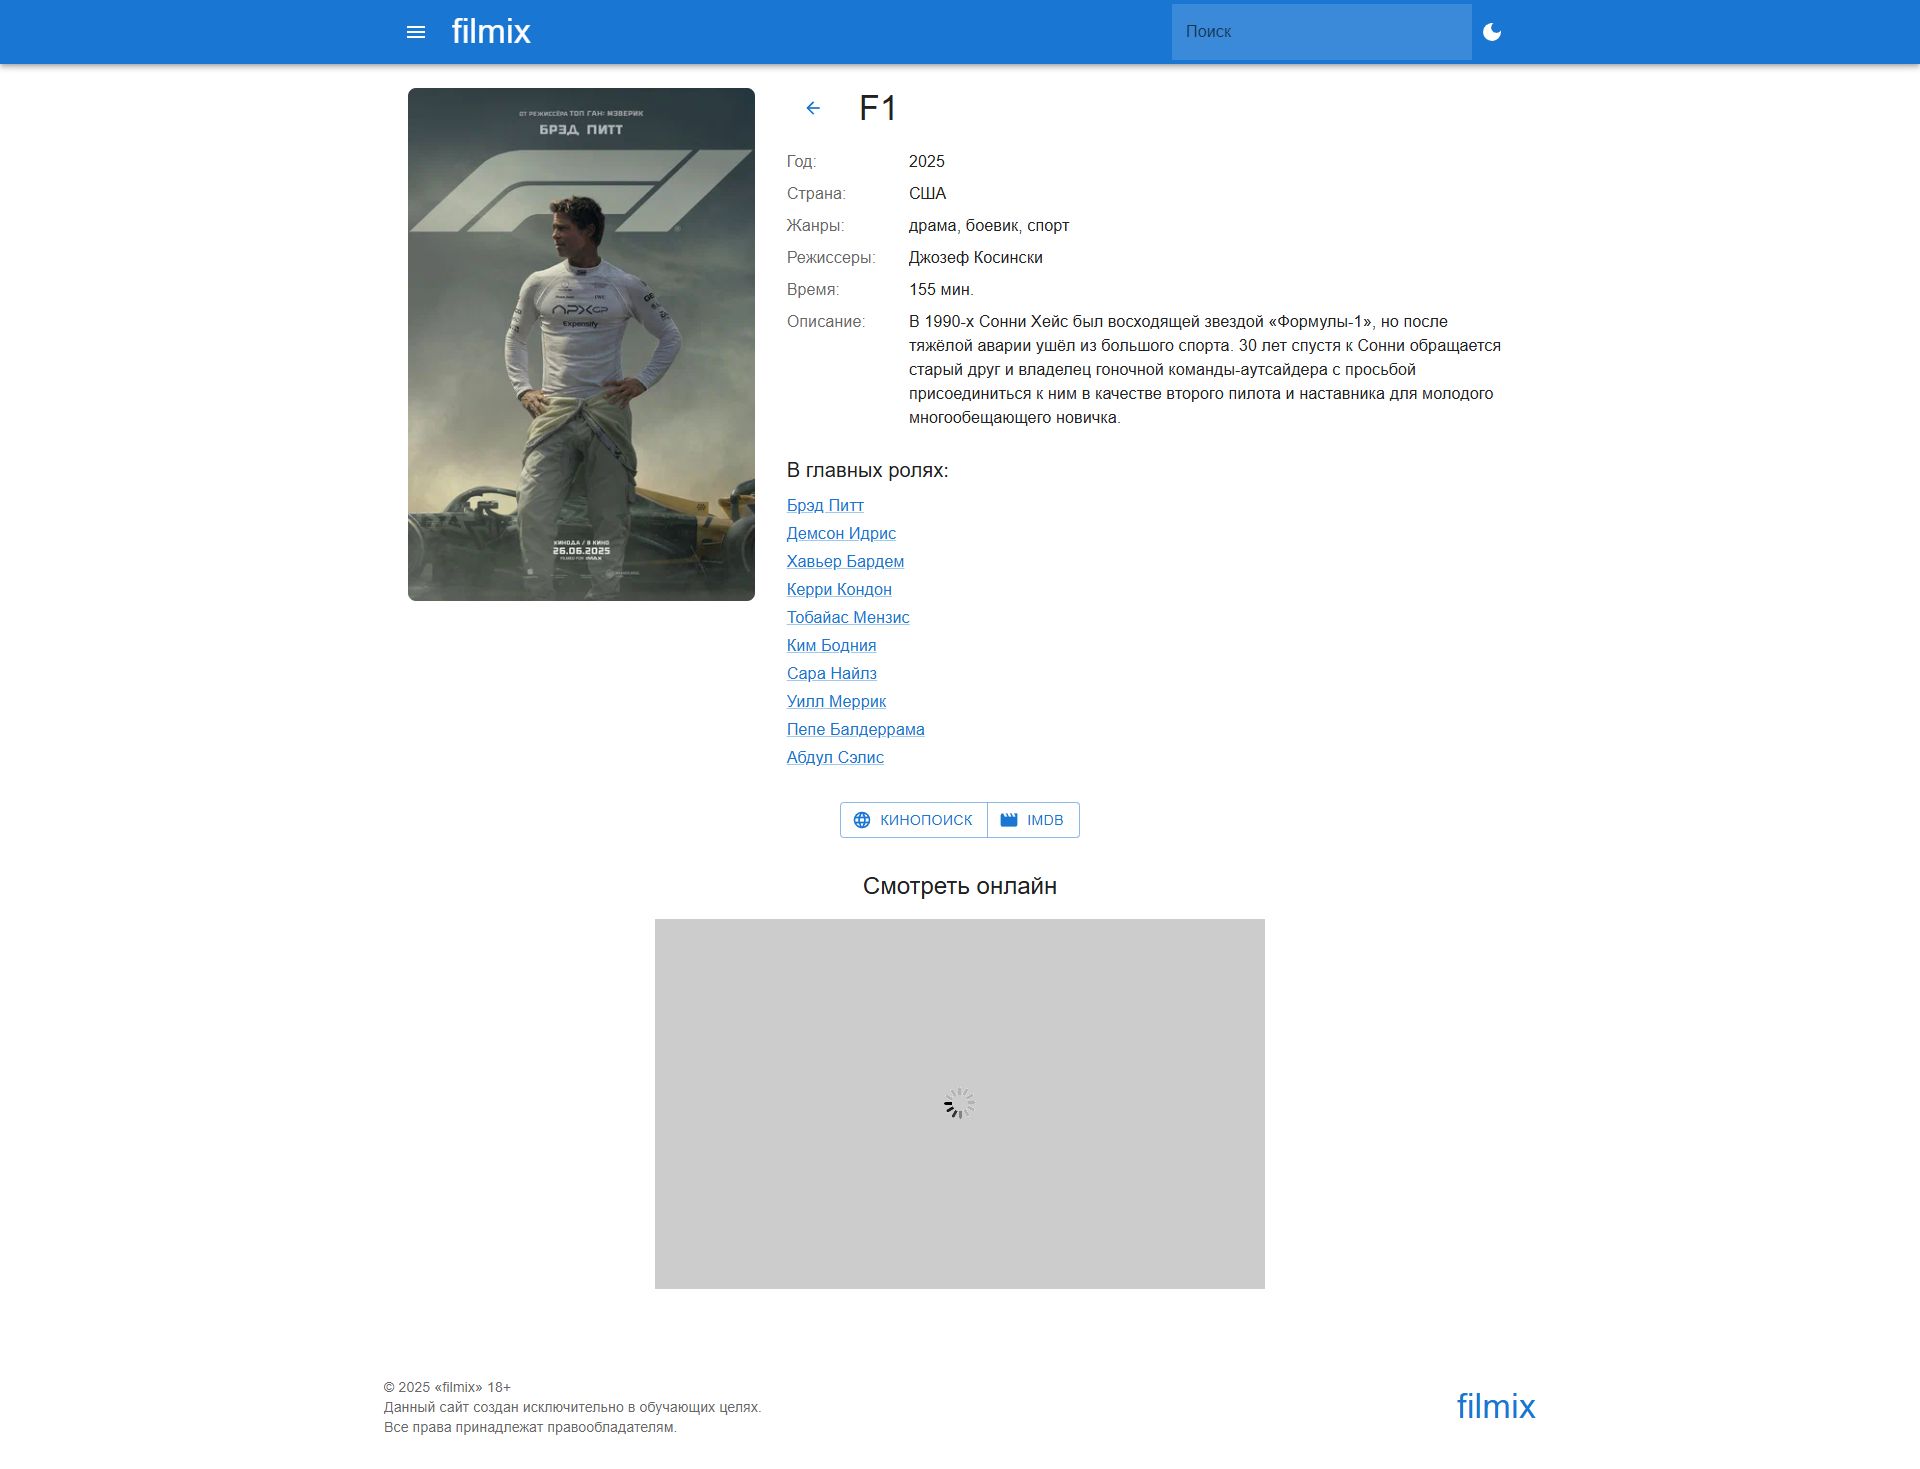 filmix
Поиск
ОТ РЕЖИССЁРА ТОП ГАН: МЭВЕРИК
БРЭД ПИТТ
F1
APXGP
Expensify
КИНОДА / В КИНО
26.06.2025
F1
Год: 2025
Страна: США
Жанры: драма, боевик, спорт
Режиссеры: Джозеф Косински
Время: 155 мин.
Описание: В 1990-х Сонни Хейс был восходящей звездой «Формулы-1», но после
тяжёлой аварии ушёл из большого спорта. 30 лет спустя к Сонни обращается
старый друг и владелец гоночной команды-аутсайдера с просьбой
присоединиться к ним в качестве второго пилота и наставника для молодого
многообещающего новичка.
В главных ролях:
Брэд Питт
Демсон Идрис
Хавьер Бардем
Керри Кондон
Тобайас Мензис
Ким Бодния
Сара Найлз
Уилл Меррик
Пепе Балдеррама
Абдул Сэлис
КИНОПОИСК
IMDB
Смотреть онлайн
© 2025 «filmix» 18+
Данный сайт создан исключительно в обучающих целях.
Все права принадлежат правообладателям.
filmix